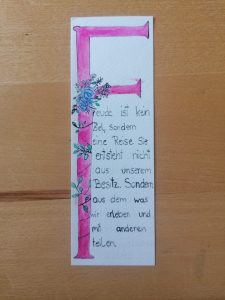 Freude ist kein
Ziel, sondern
eine Reise. Sie
entsteht nicht
aus unserem
Besitz. Sondern
aus dem, was
wir erleben und
mit anderen
teilen.